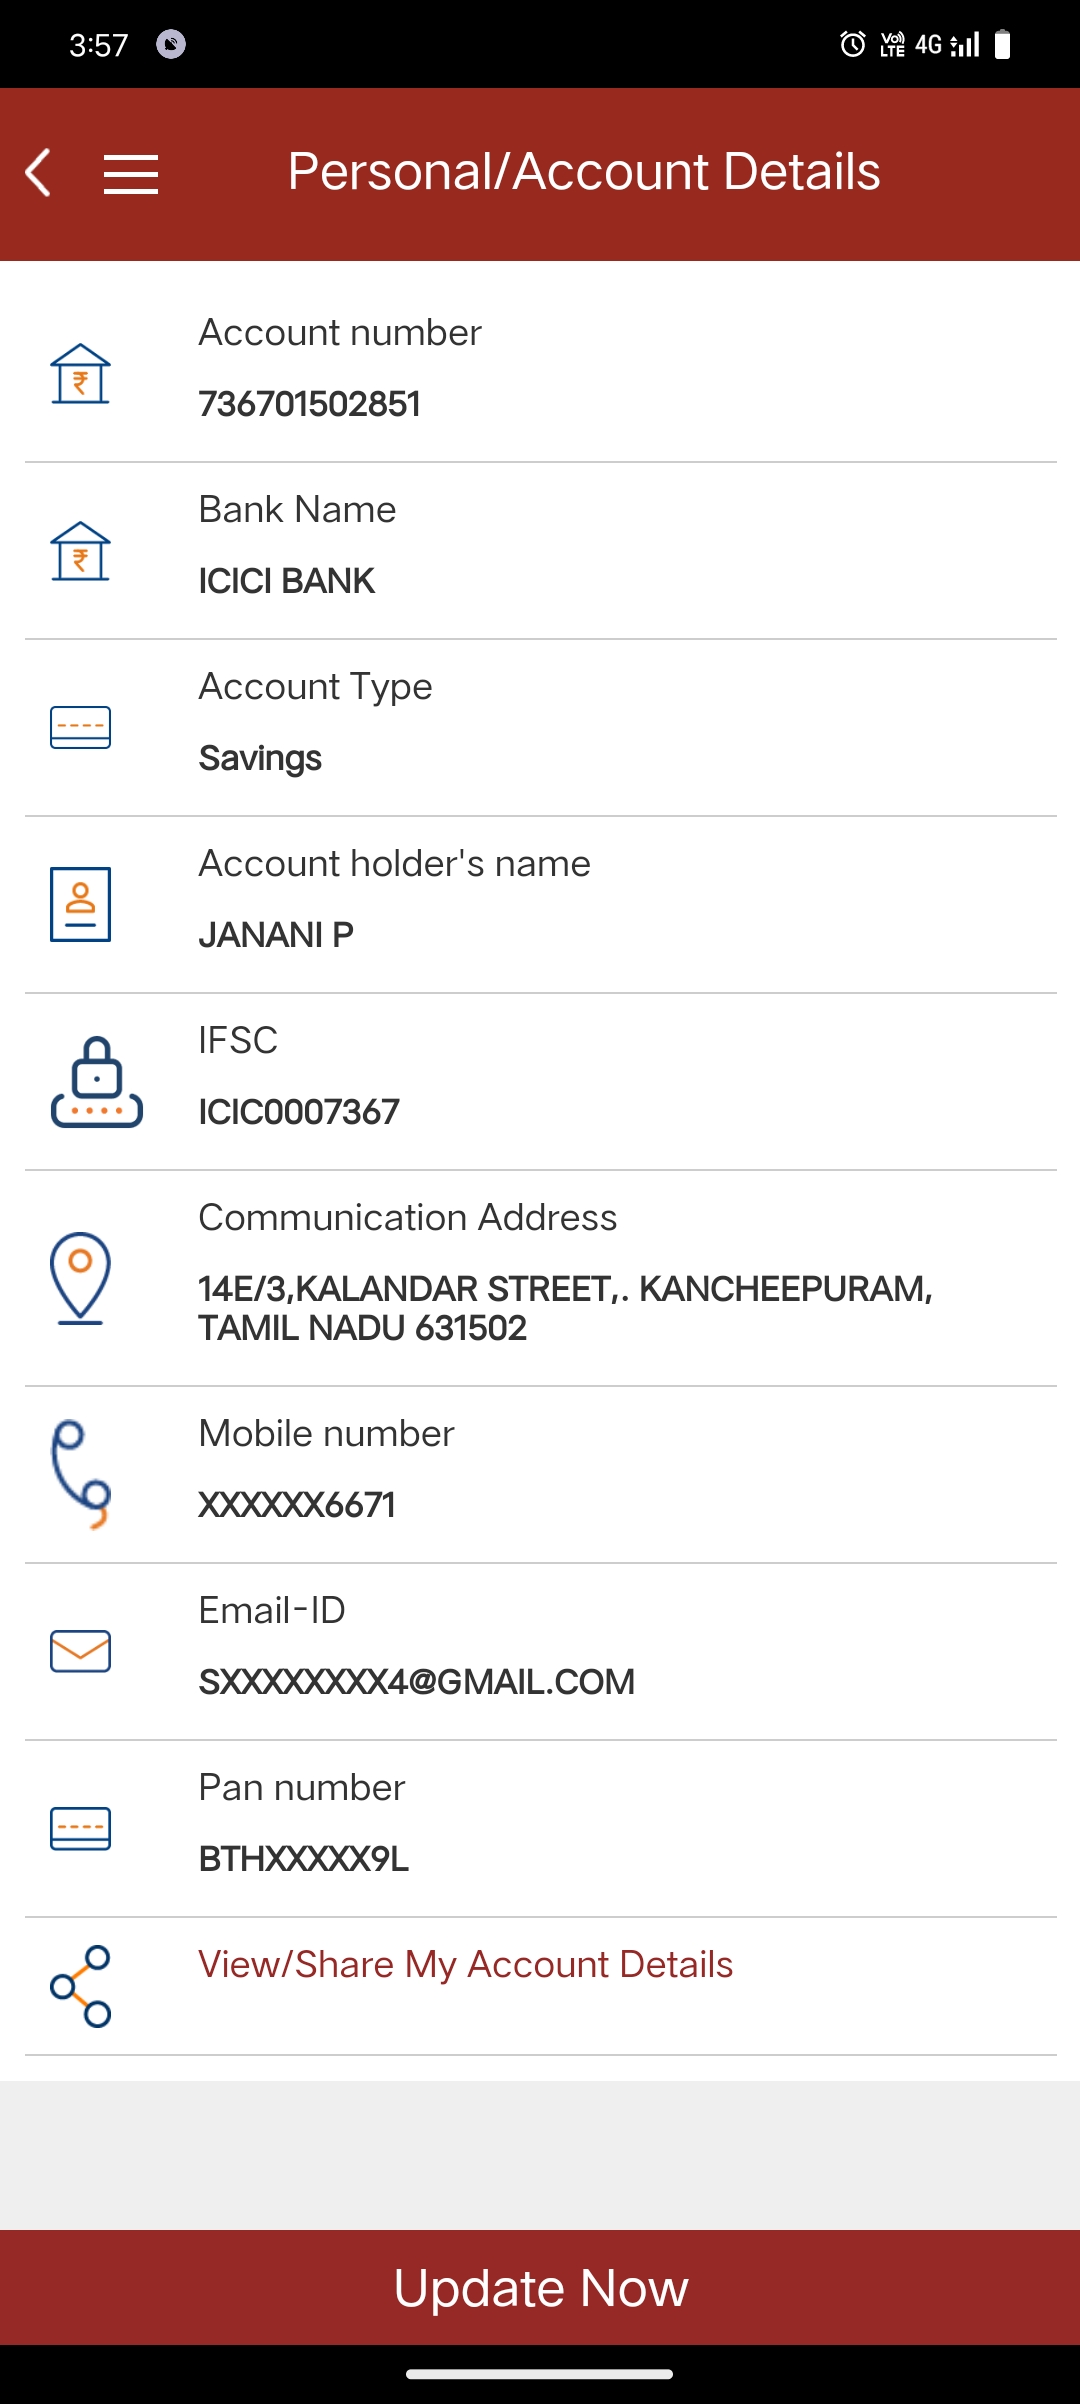 3:57 Vo) LTE 4G
Personal/Account Details
Account number
736701502851
Bank Name
ICICI BANK
Account Type
Savings
Account holder's name
JANANI P
IFSC
ICIC0007367
Communication Address
14E/3,KALANDAR STREET,. KANCHEEPURAM,
TAMIL NADU 631502
Mobile number
XXXXXX6671
Email-ID
SXXXXXXXX4@GMAIL.COM
Pan number
BTHXXXXX9L
View/Share My Account Details
Update Now